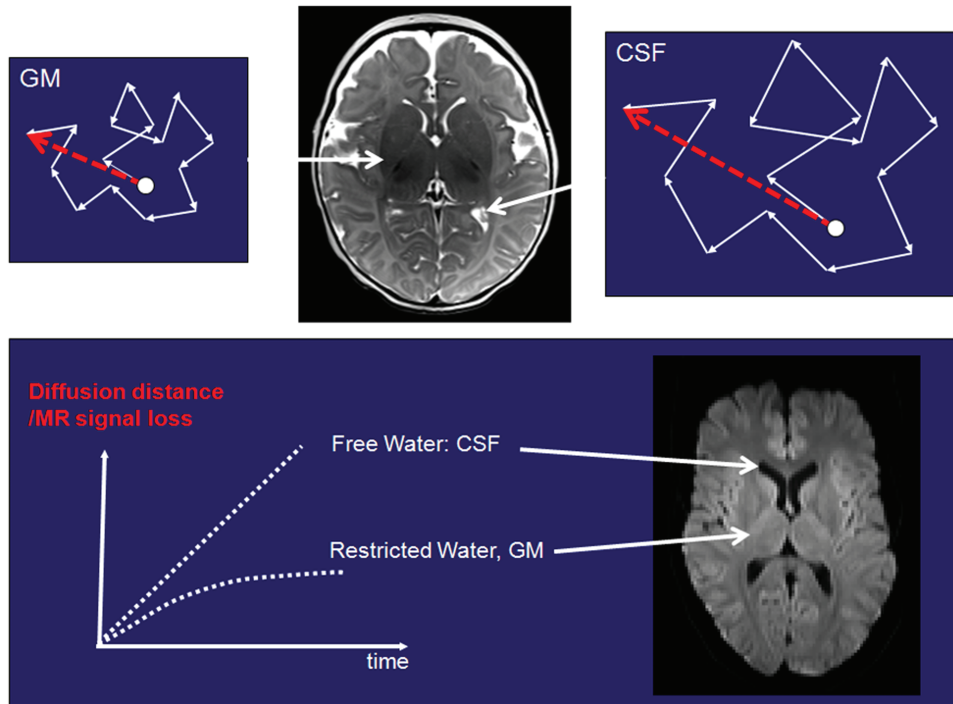 GM
CSF
Diffusion distance
/MR signal loss
Free Water: CSF
Restricted Water, GM
time